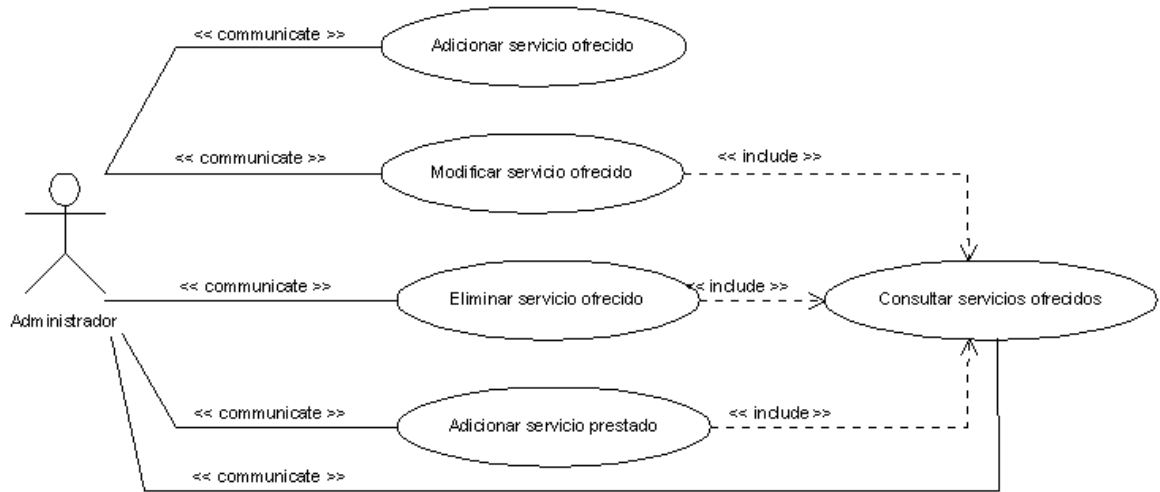 << communicate >>
Adicionar servicio ofrecido
<< communicate >>
Modificar servicio ofrecido
<< include >>
<< communicate >>
Eliminar servicio ofrecido
<< include >>
Consultar servicios ofrecidos
Administrador
<< communicate >>
Adicionar servicio prestado
<< include >>
<< communicate >>